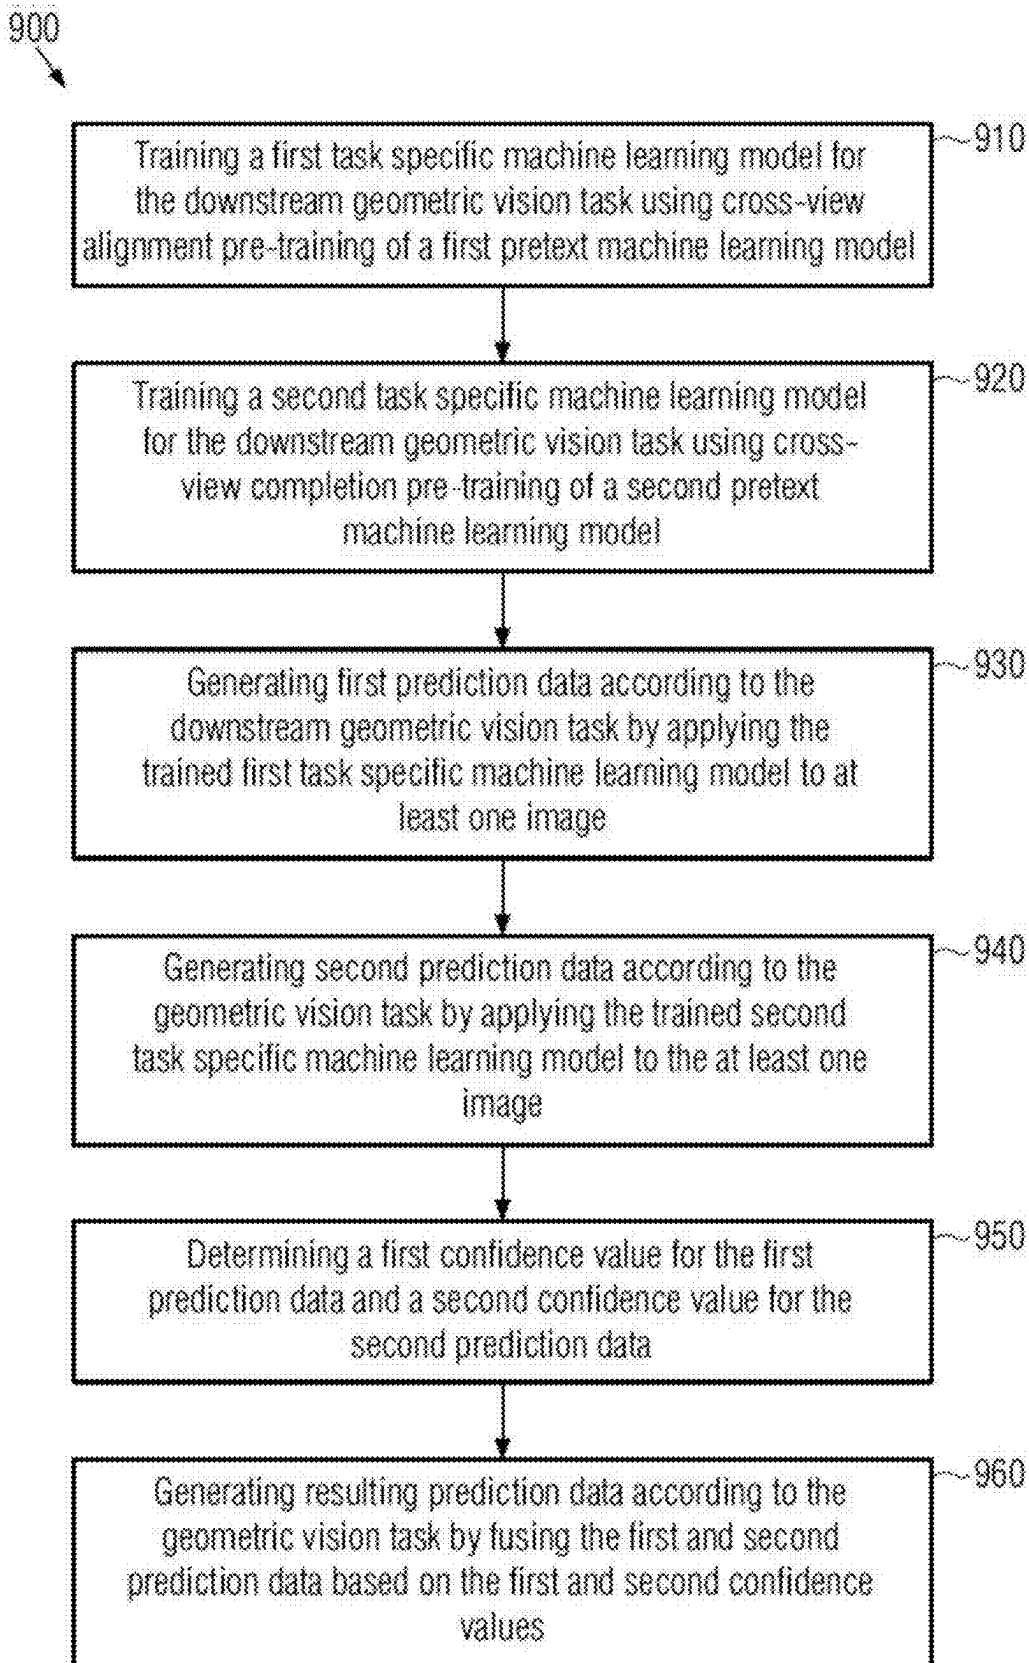 900
910
Training a first task specific machine learning model for
the downstream geometric vision task using cross-view
alignment pre-training of a first pretext machine learning model
920
Training a second task specific machine learning model
for the downstream geometric vision task using cross-
view completion pre-training of a second pretext
machine learning model
930
Generating first prediction data according to the
downstream geometric vision task by applying the
trained first task specific machine learning model to at
least one image
940
Generating second prediction data according to the
geometric vision task by applying the trained second
task specific machine learning model to the at least one
image
950
Determining a first confidence value for the first
prediction data and a second confidence value for the
second prediction data
960
Generating resulting prediction data according to the
geometric vision task by fusing the first and second
prediction data based on the first and second confidence
values